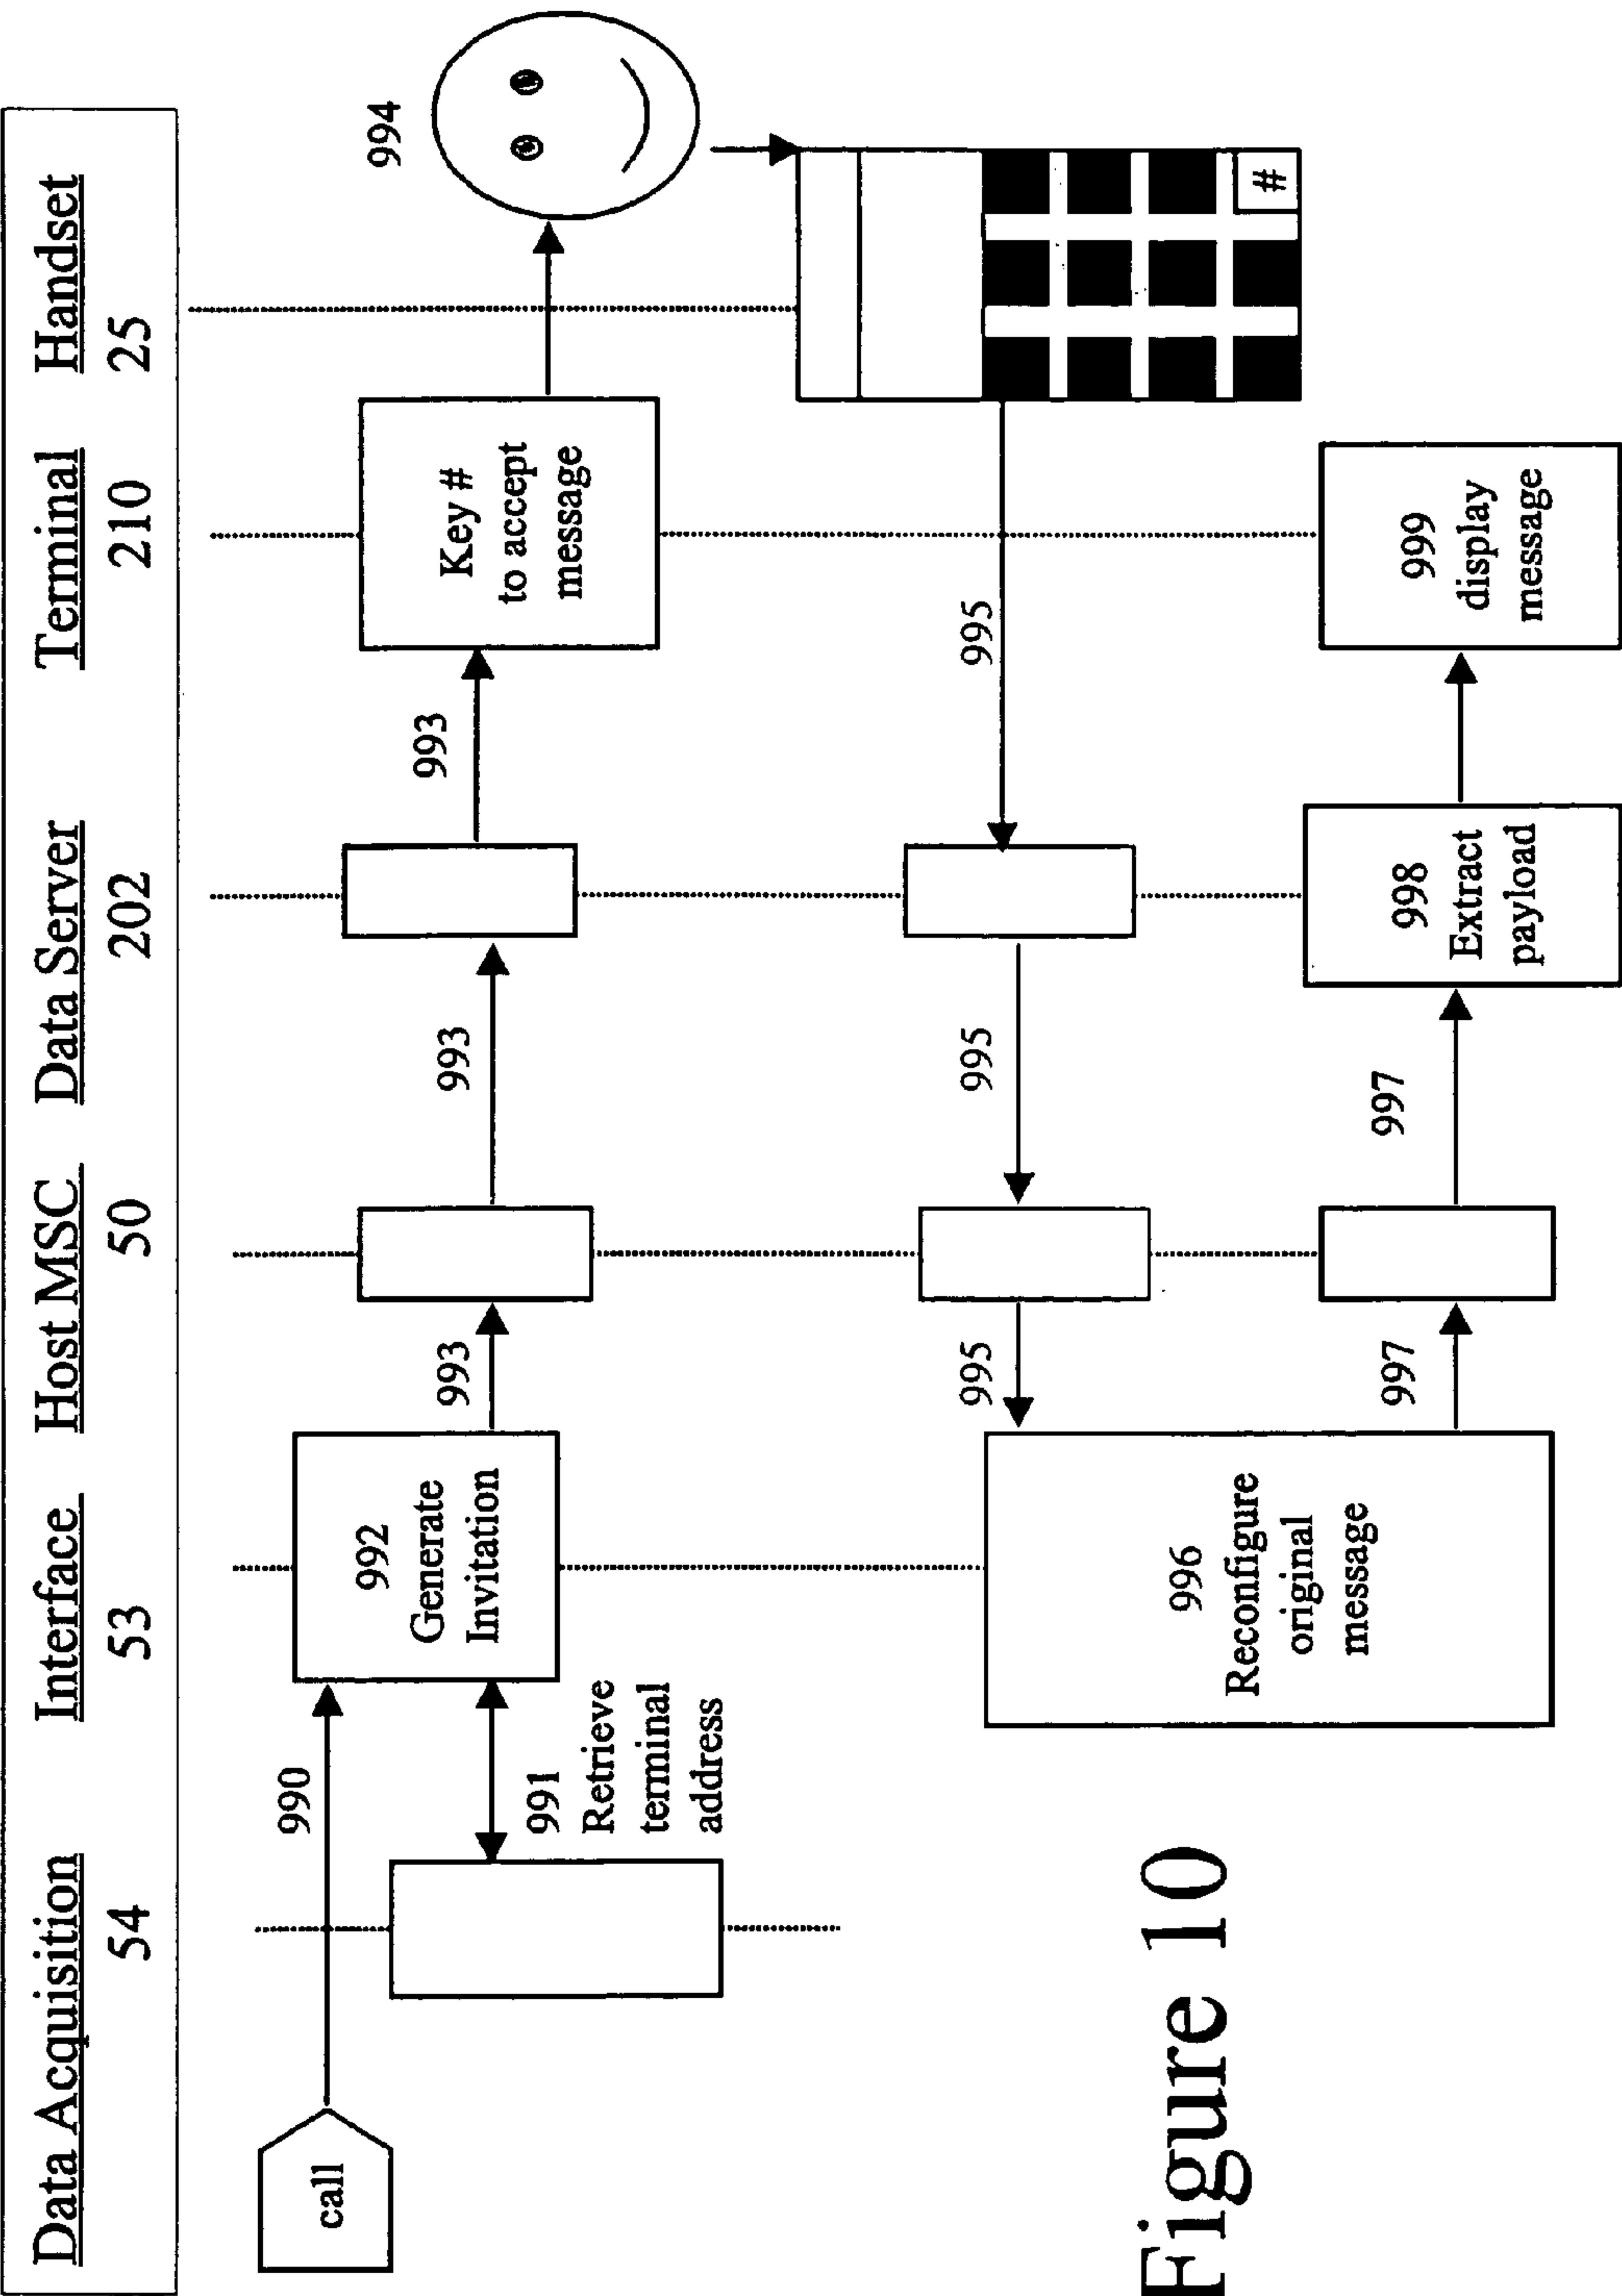 Data Acquisition Interface Host MSC Data Server Terminal Handset
54 53 50 202 210 25
call
990
991
Retrieve
terminal
address
992
Generate
Invitation
993
993
993
Key #
to accept
message
994
#
995
995
995
996
Reconfigure
original
message
997
997
998
Extract
payload
999
display
message
Figure 10